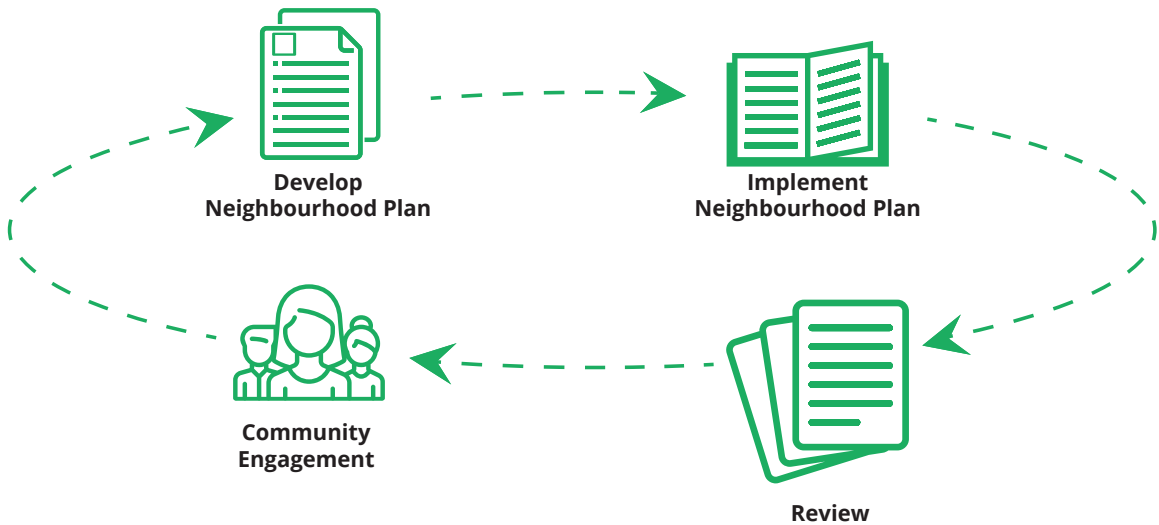 Develop
Neighbourhood Plan
Implement
Neighbourhood Plan
Community
Engagement
Review